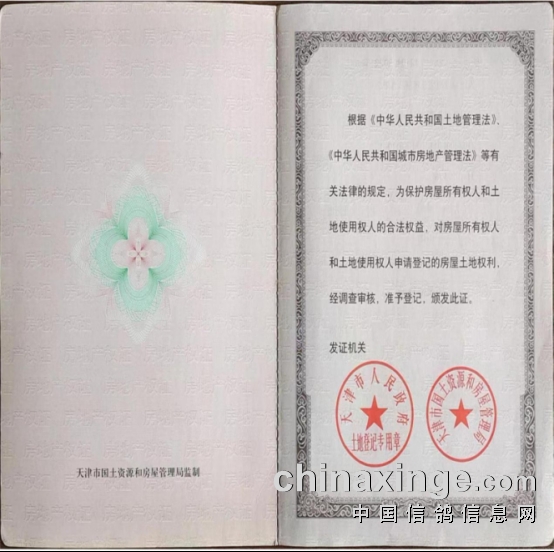 天津市国土资源和房屋管理局监制
根据《中华人民共和国土地管理法》、
《中华人民共和国城市房地产管理法》等有
关法律的规定，为保护房屋所有权人和土
地使用权人的合法权益，对房屋所有权人
和土地使用权人申请登记的房屋土地权利，
经调查审核，准予登记，颁发此证。
发证机关
天津市人民政府
土地登记专用章
天津市国土资源和房屋管理局
chinaxinge.com
中国信鸽信息网